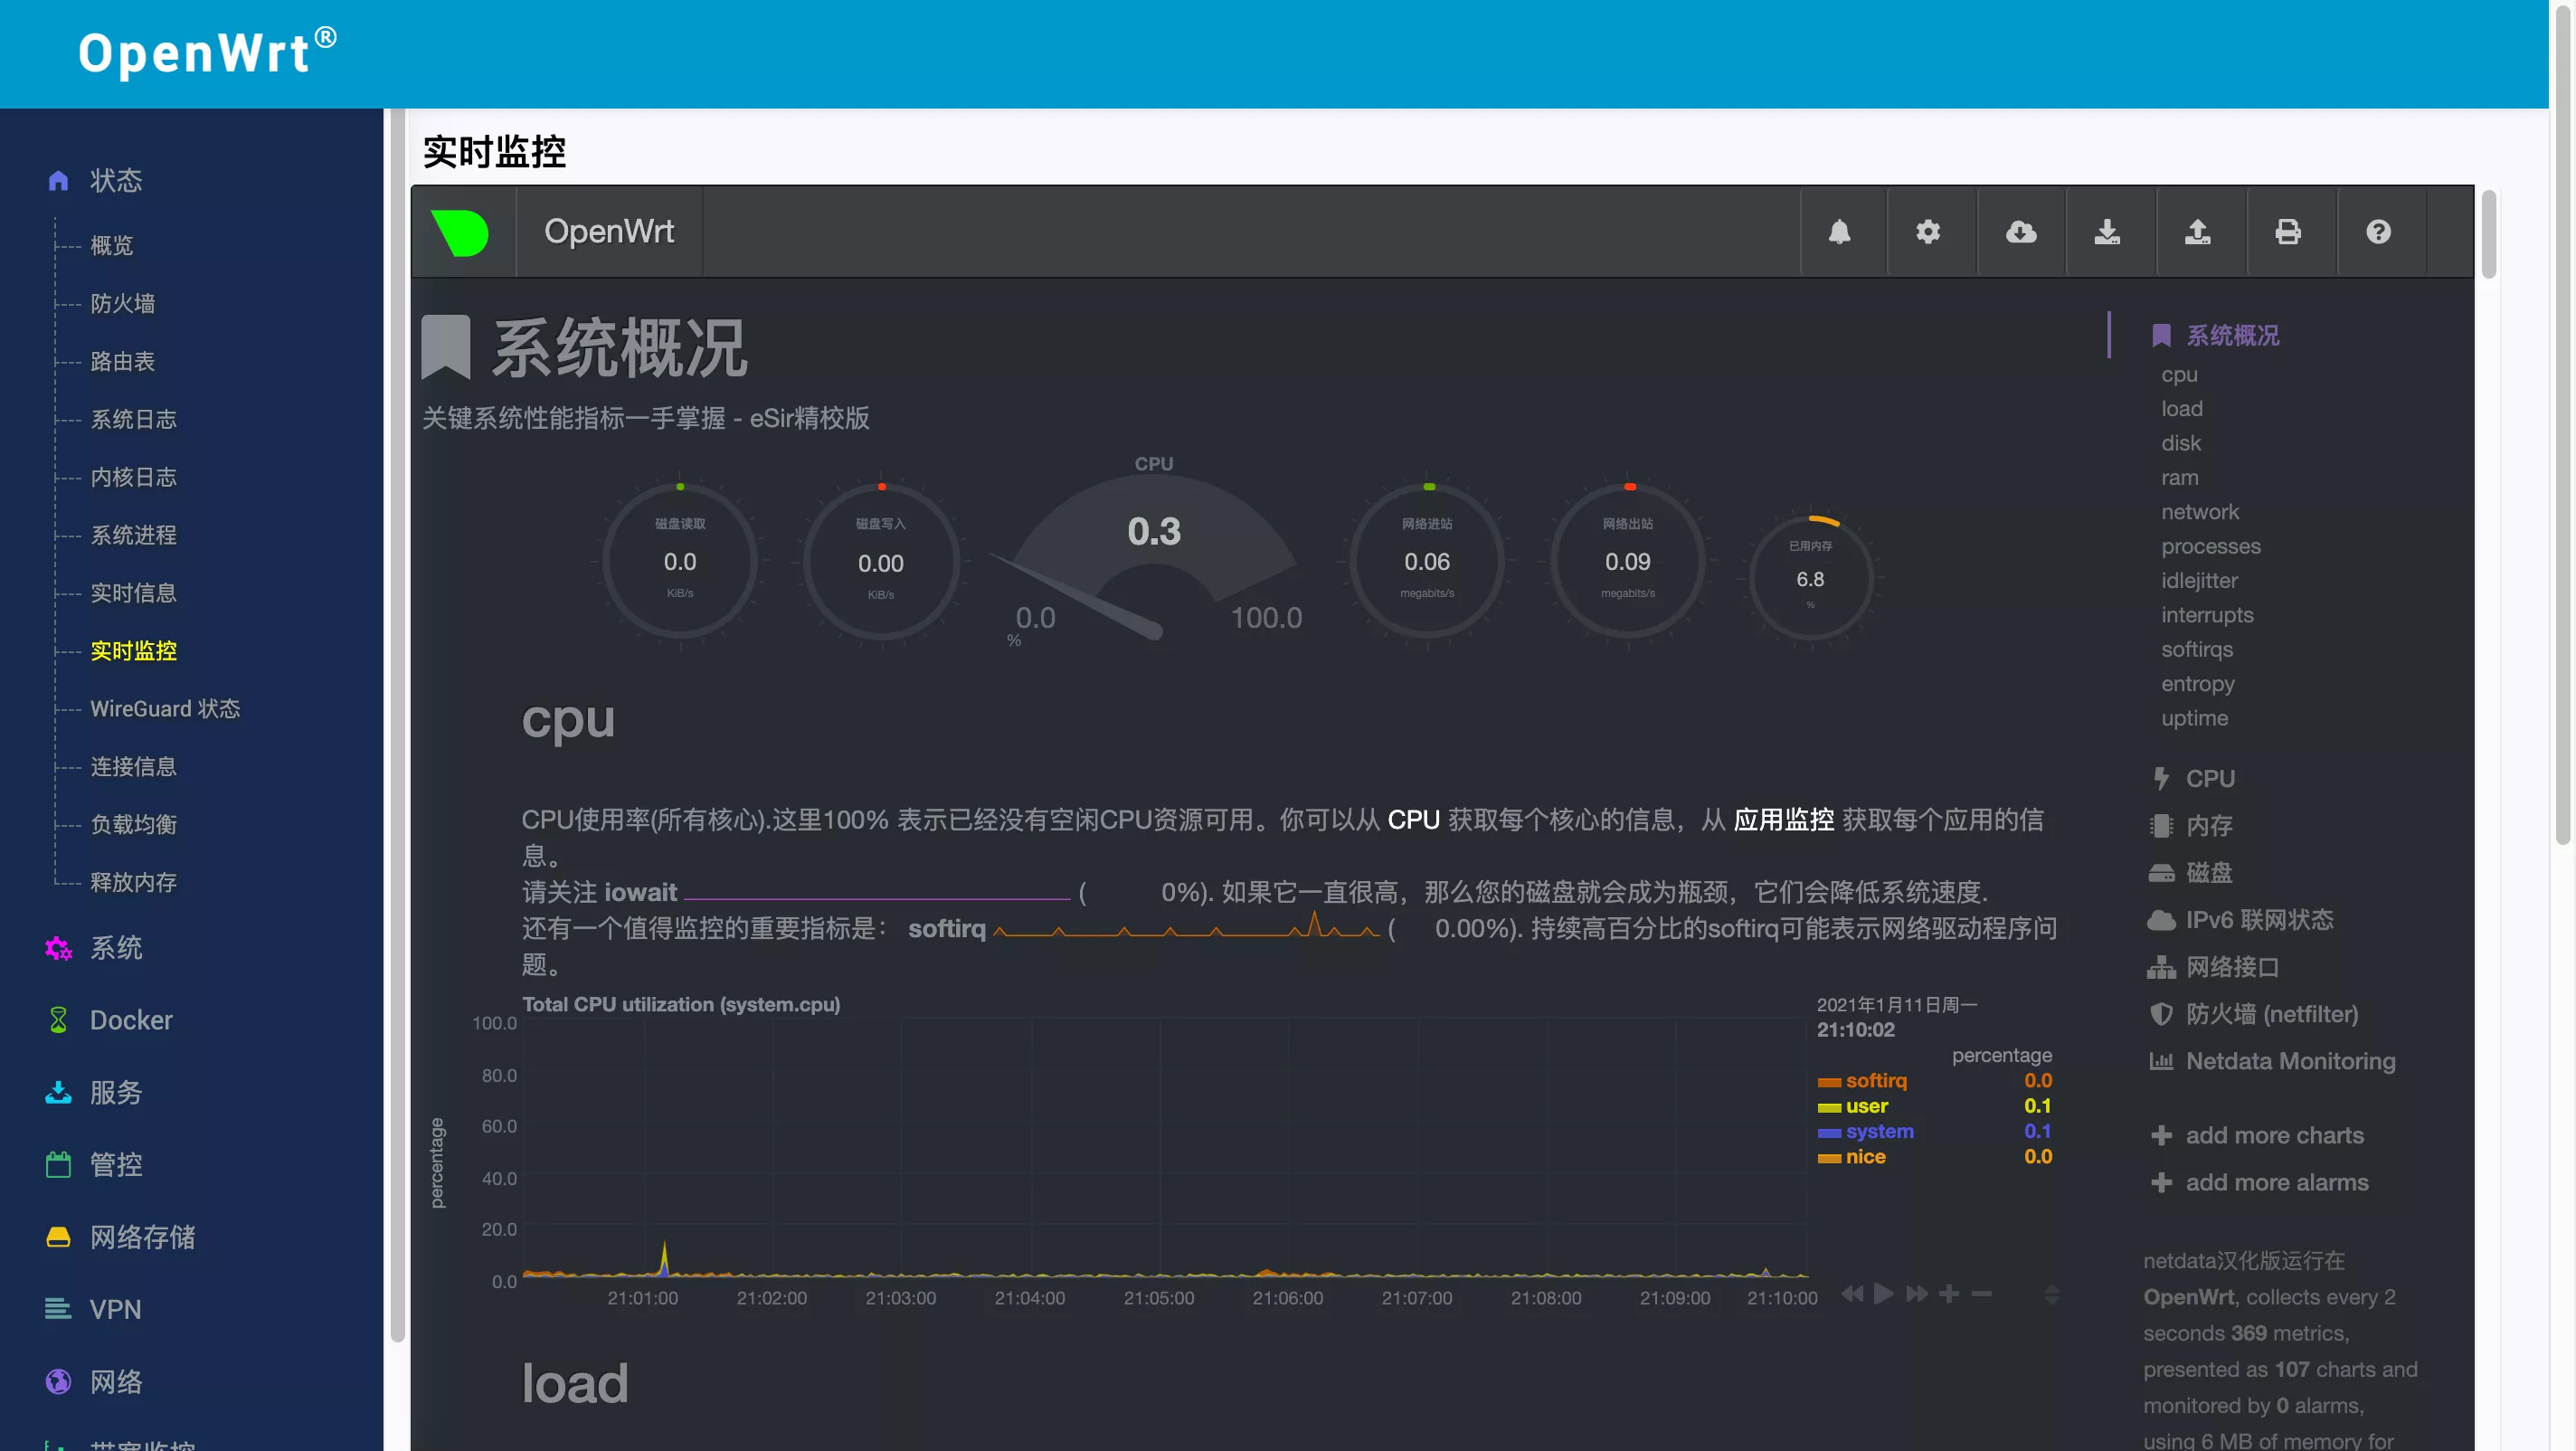 OpenWrt®
状态
概览
防火墙
路由表
系统日志
内核日志
系统进程
实时信息
实时监控
WireGuard 状态
连接信息
负载均衡
释放内存
系统
Docker
服务
管控
网络存储
VPN
网络
带宽监控
实时监控
OpenWrt
系统概况
关键系统性能指标一手掌握 - eSir精校版
磁盘读取
0.0
KiB/s
磁盘写入
0.00
KiB/s
CPU
0.3
0.0
100.0
%
网络进站
0.06
megabits/s
网络出站
0.09
megabits/s
已用内存
6.8
%
cpu
CPU使用率(所有核心).这里100% 表示已经没有空闲CPU资源可用。你可以从 CPU 获取每个核心的信息，从 应用监控 获取每个应用的信
息。
请关注 iowait ( 0%). 如果它一直很高，那么您的磁盘就会成为瓶颈，它们会降低系统速度.
还有一个值得监控的重要指标是： softirq ( 0.00%). 持续高百分比的softirq可能表示网络驱动程序问
题。
Total CPU utilization (system.cpu)
percentage
100.0
80.0
60.0
40.0
20.0
0.0
21:01:00 21:02:00 21:03:00 21:04:00 21:05:00 21:06:00 21:07:00 21:08:00 21:09:00 21:10:00
2021年1月11日周一
21:10:02
percentage
softirq 0.0
user 0.1
system 0.1
nice 0.0
load
系统概况
cpu
load
disk
ram
network
processes
idlejitter
interrupts
softirqs
entropy
uptime
CPU
内存
磁盘
IPv6 联网状态
网络接口
防火墙 (netfilter)
Netdata Monitoring
add more charts
add more alarms
netdata汉化版运行在
OpenWrt, collects every 2
seconds 369 metrics,
presented as 107 charts and
monitored by 0 alarms,
using 6 MB of memory for